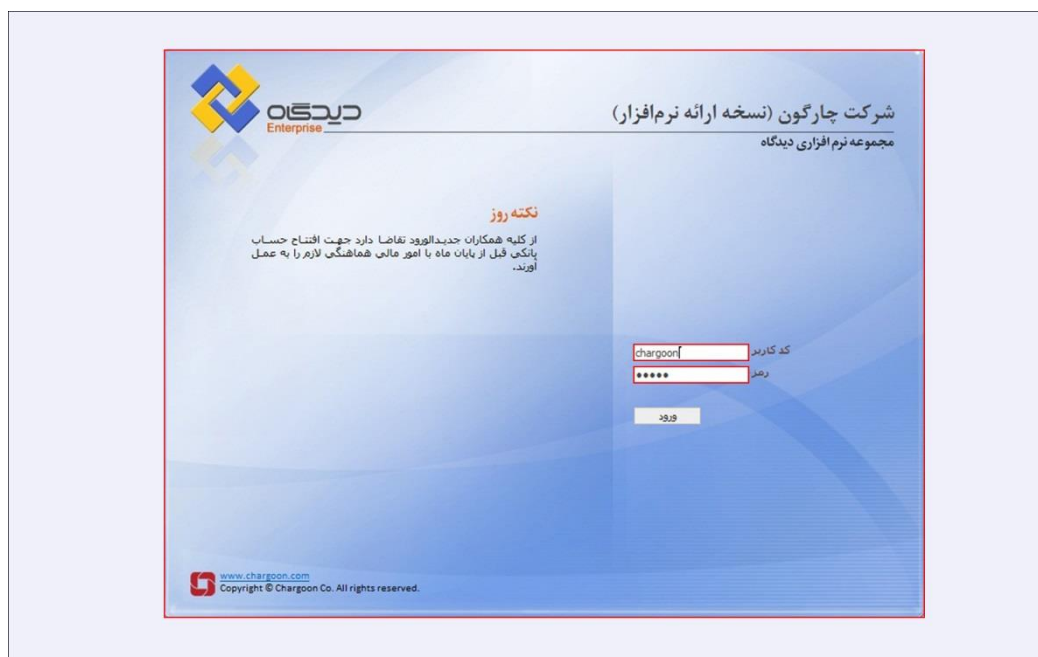 دیدگاه
Enterprise
شرکت چارگون (نسخه ارائه نرم‌افزار)
مجموعه نرم افزاری دیدگاه
نکته روز
از کلیه همکاران جدیدالورود تقاضا دارد جهت افتتاح حساب
بانکی قبل از پایان ماه با امور مالی هماهنگی لازم را به عمل
آورند.
کد کاربر chargoon
رمز •••••
ورود
www.chargoon.com
Copyright © Chargoon Co. All rights reserved.